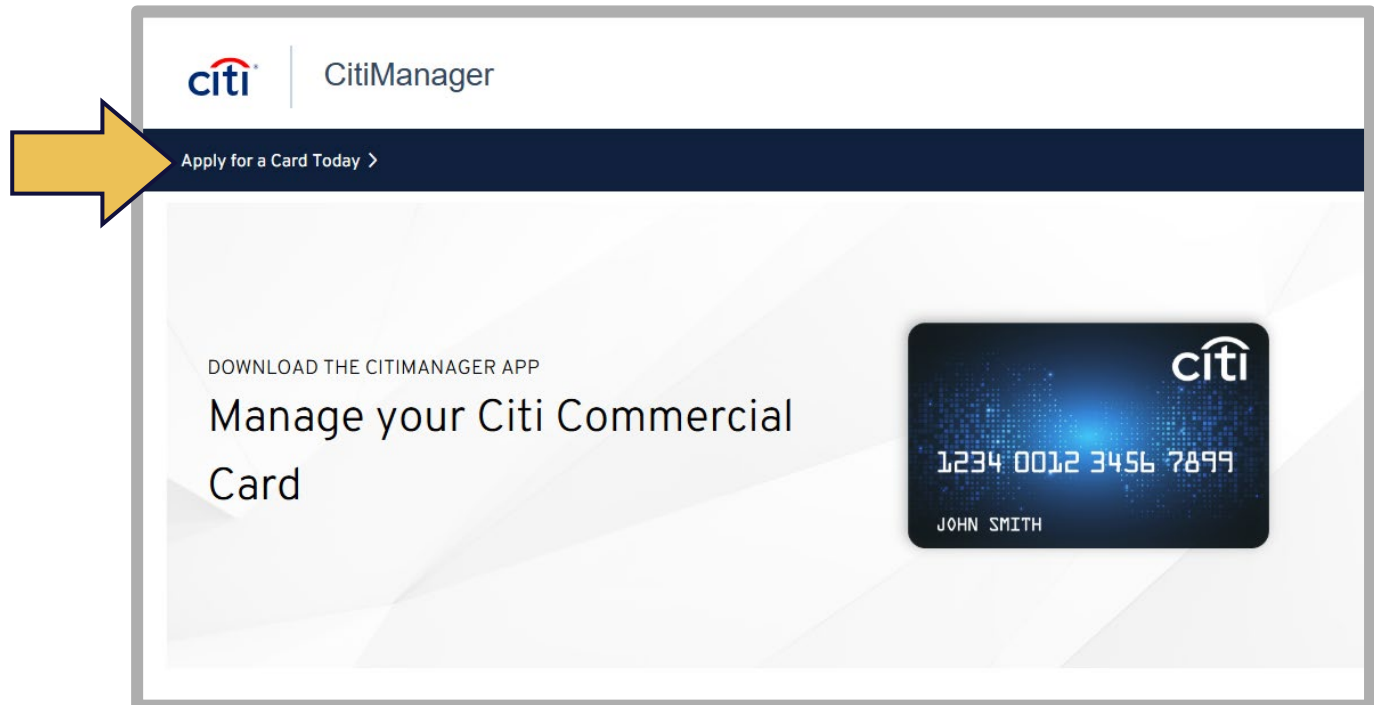 citi CitiManager
Apply for a Card Today >
DOWNLOAD THE CITIMANAGER APP
Manage your Citi Commercial
Card
citi
1234 0012 3456 7899
JOHN SMITH